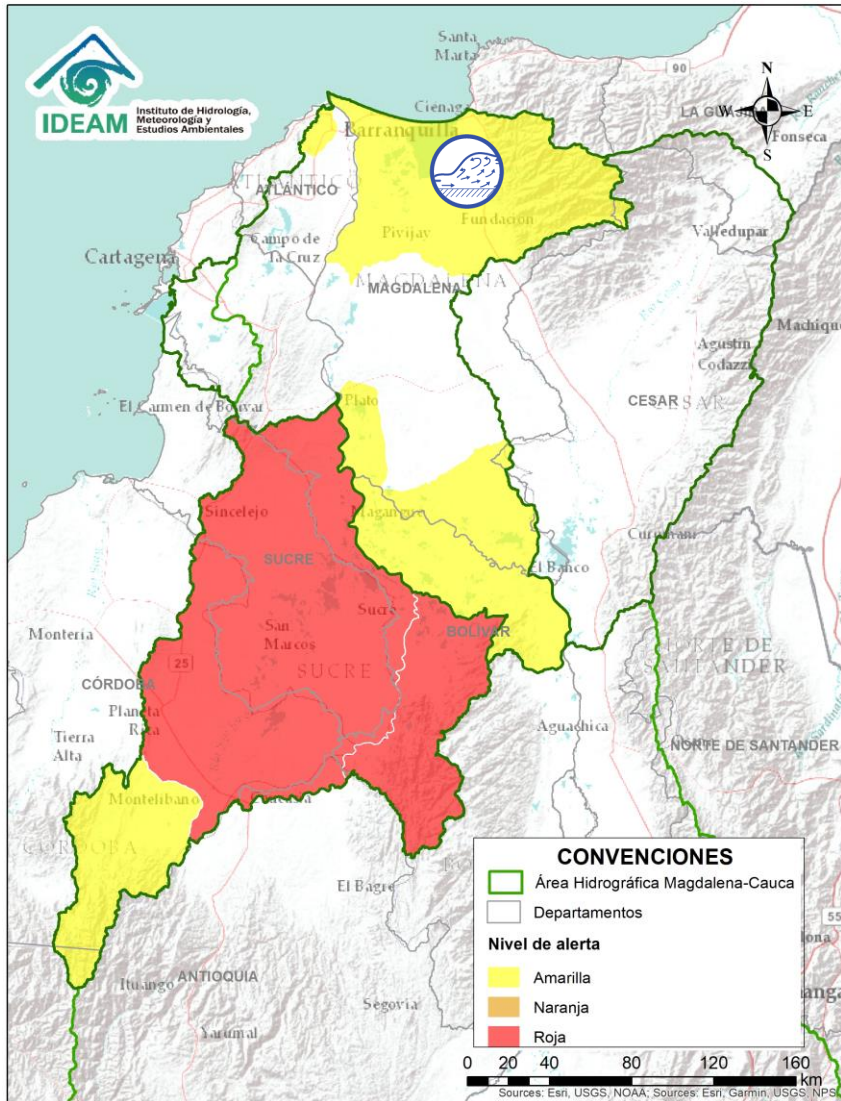 IDEAM
Instituto de Hidrología,
Meteorología y
Estudios Ambientales
Santa
Marta
90
N
W
E
S
LA GUAJIRA
Fonseca
Ciénaga
Barranquilla
ATLÁNTICO
Fundación
Valledupar
Cartagena
Campo de
la Cruz
Pivijay
MAGDALENA
MAGDALENA
Agustín
Codazzi
El Carmen de Bolívar
Plato
CESAR
CESAR
Sincelejo
Magangué
SUCRE
Curumaní
El Banco
Sucre
Montería
San
Marcos
BOLÍVAR
25
SUCRE
NORTE DE
SANTANDER
CÓRDOBA
Planeta
Rica
Tierra
Alta
Aguachica
NORTE DE SANTANDER
Montelíbano
Caucasia
CÓRDOBA
El Bagre
ANTIOQUIA
Ituango
Segovia
Yarumal
55
CONVENCIONES
Área Hidrográfica Magdalena-Cauca
Departamentos
Nivel de alerta
Amarilla
Naranja
Roja
0 20 40 80 120 160
km
Sources: Esri, USGS, NOAA; Sources: Esri, Garmin, USGS, NPS